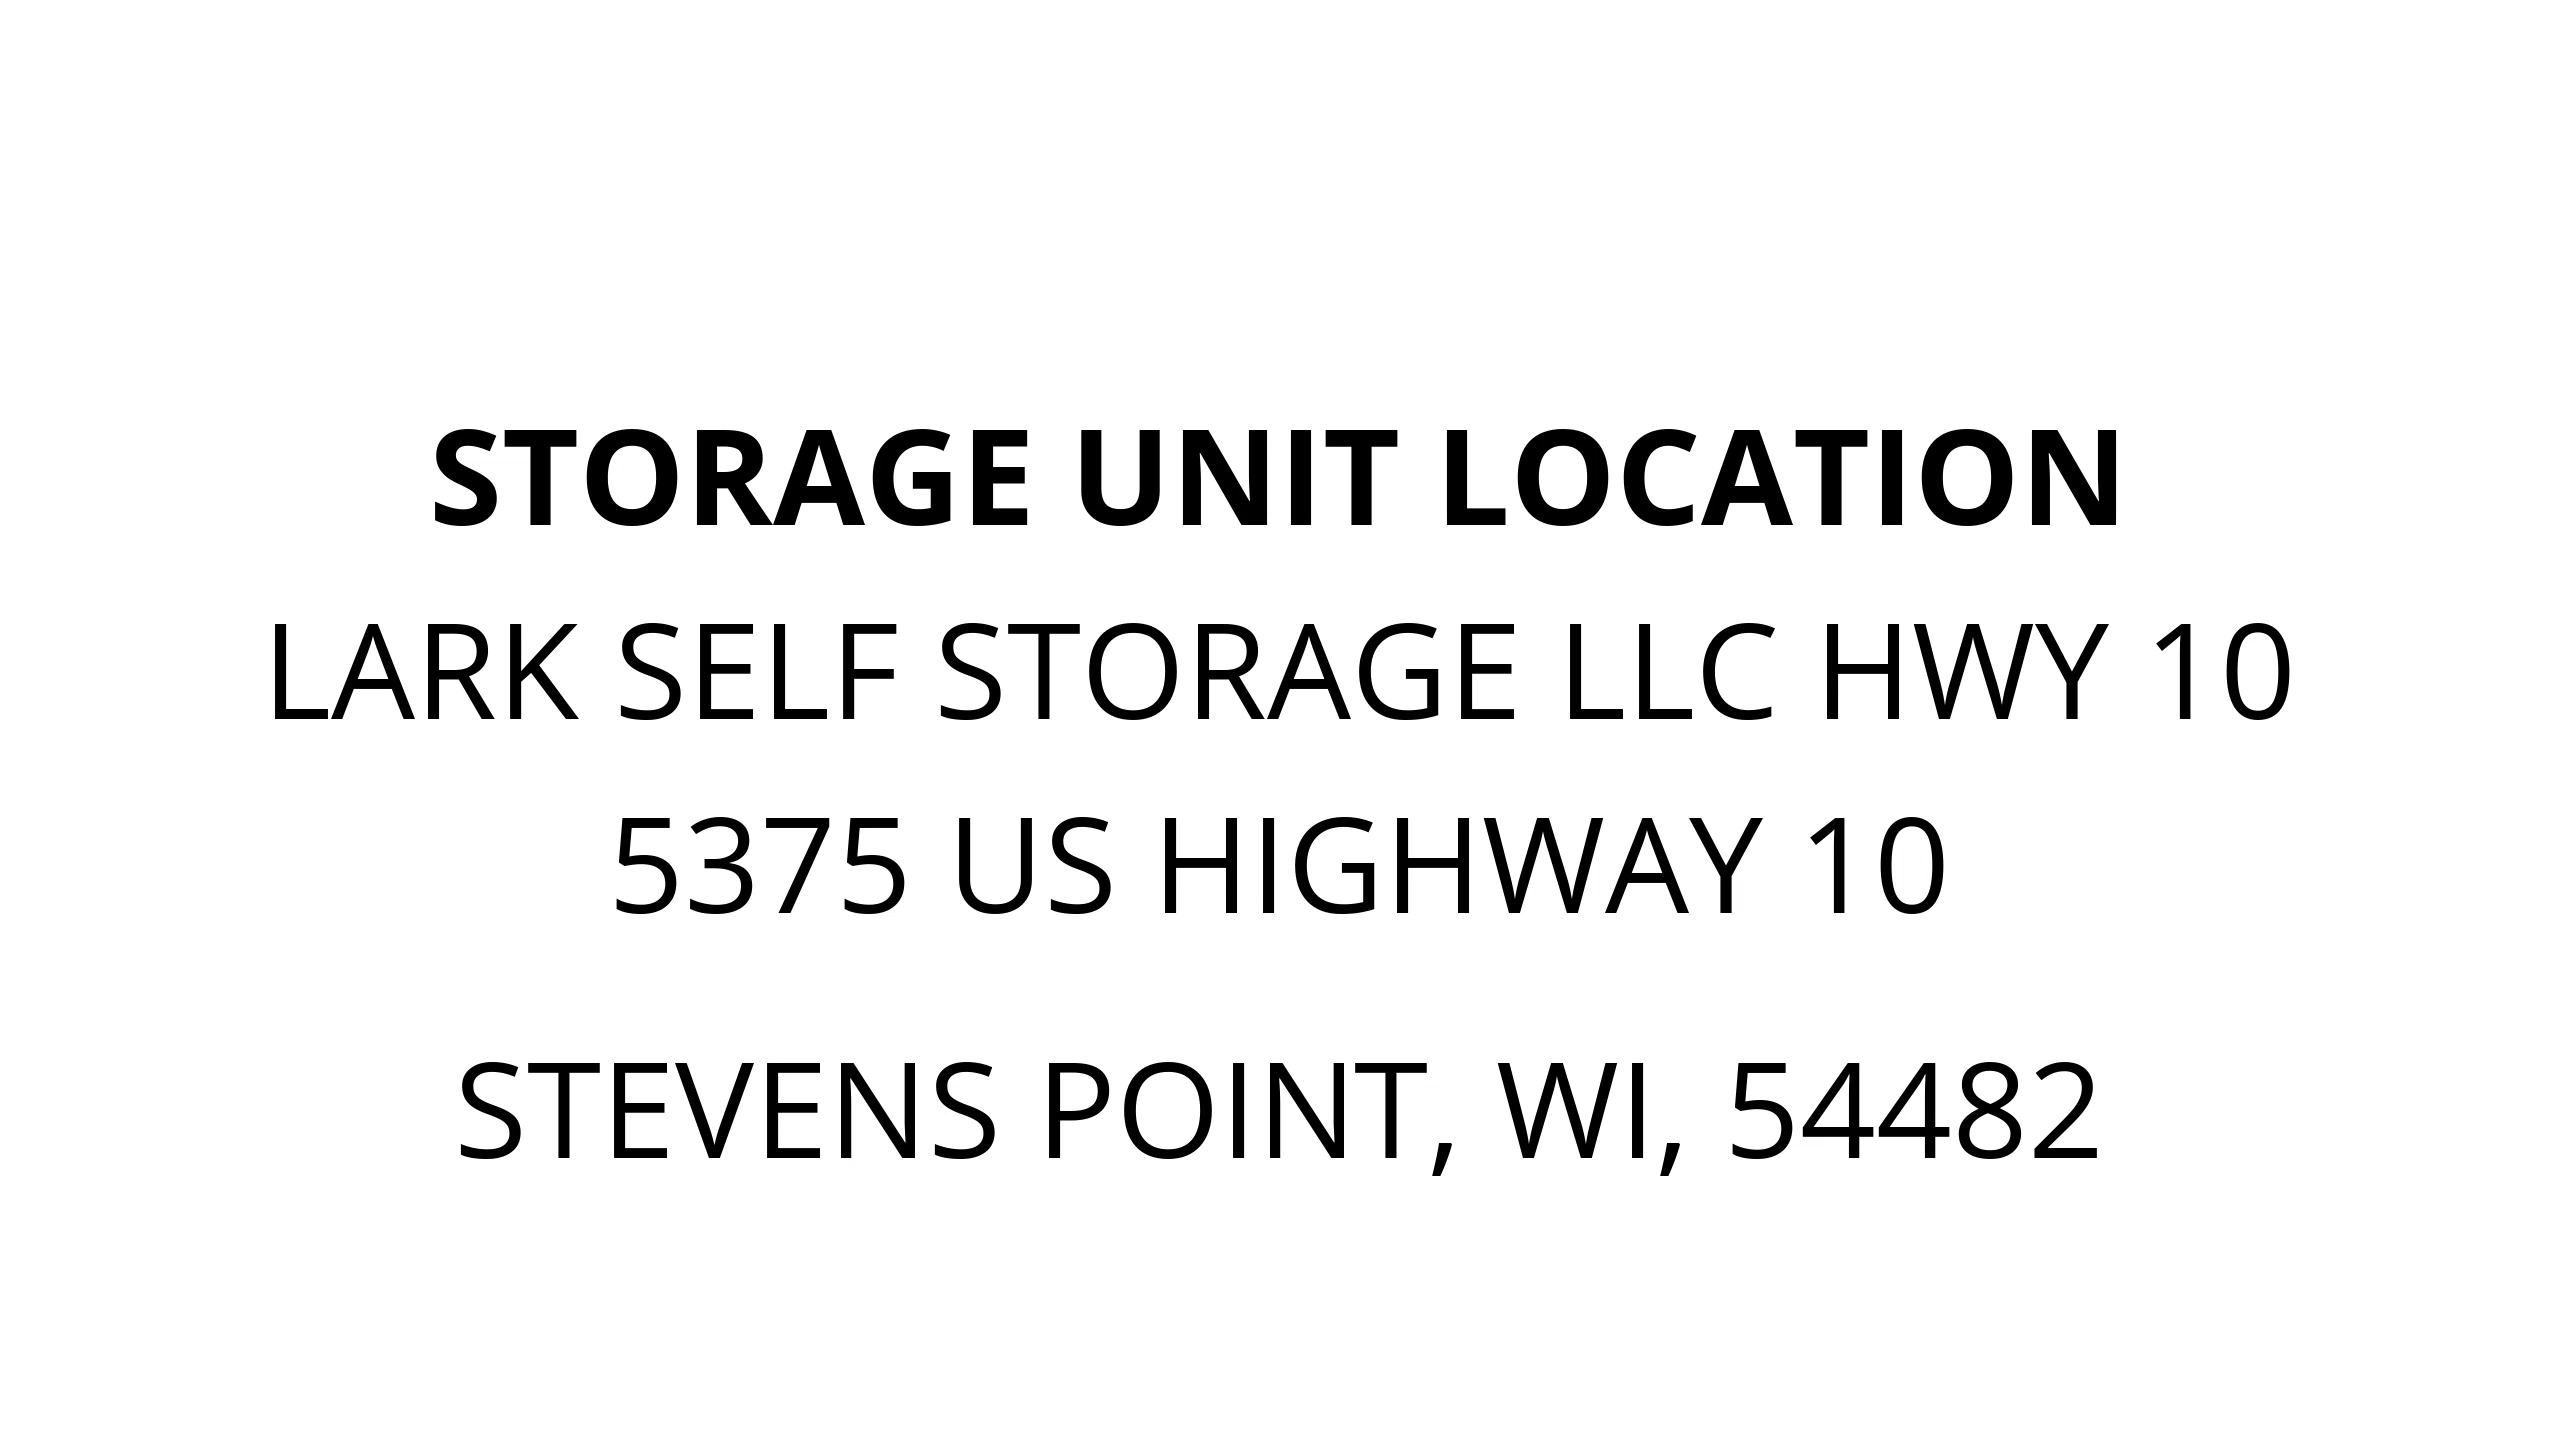 STORAGE UNIT LOCATION
LARK SELF STORAGE LLC HWY 10
5375 US HIGHWAY 10
STEVENS POINT, WI, 54482